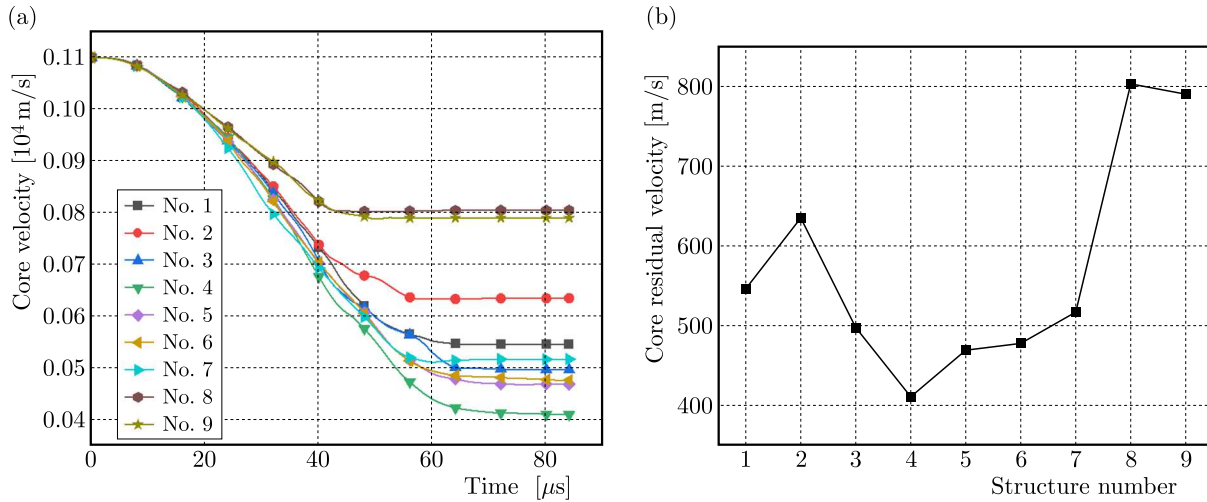 (a)
Core velocity [10⁴ m/s]
0.11
0.10
0.09
0.08
0.07
0.06
0.05
0.04
No. 1
No. 2
No. 3
No. 4
No. 5
No. 6
No. 7
No. 8
No. 9
0 20 40 60 80
Time [μs]
(b)
Core residual velocity [m/s]
800
700
600
500
400
1 2 3 4 5 6 7 8 9
Structure number